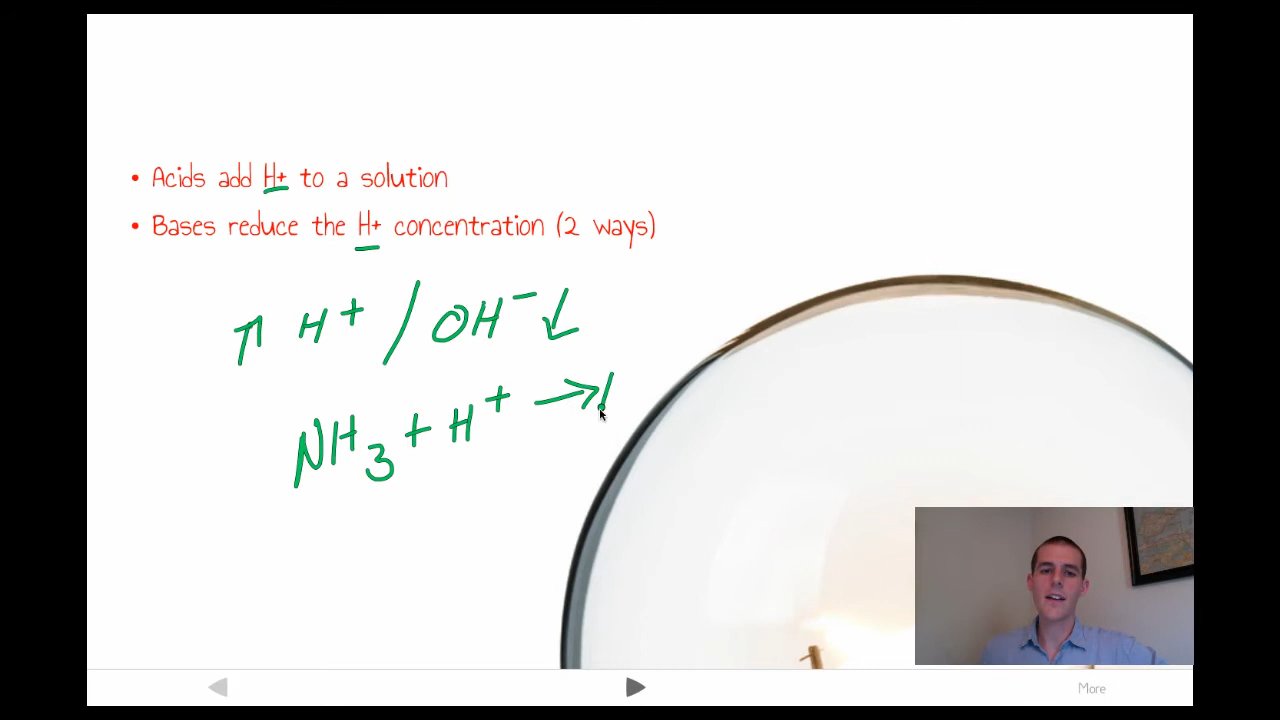 • Acids add H+ to a solution
• Bases reduce the H+ concentration (2 ways)
↑ H+ / OH- ↓
NH3 + H+ →
More